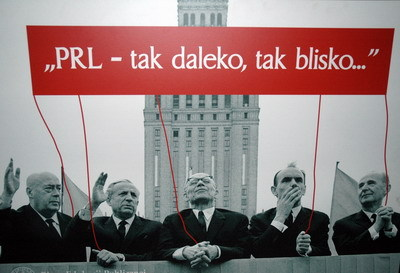 „PRL – tak daleko, tak blisko...”